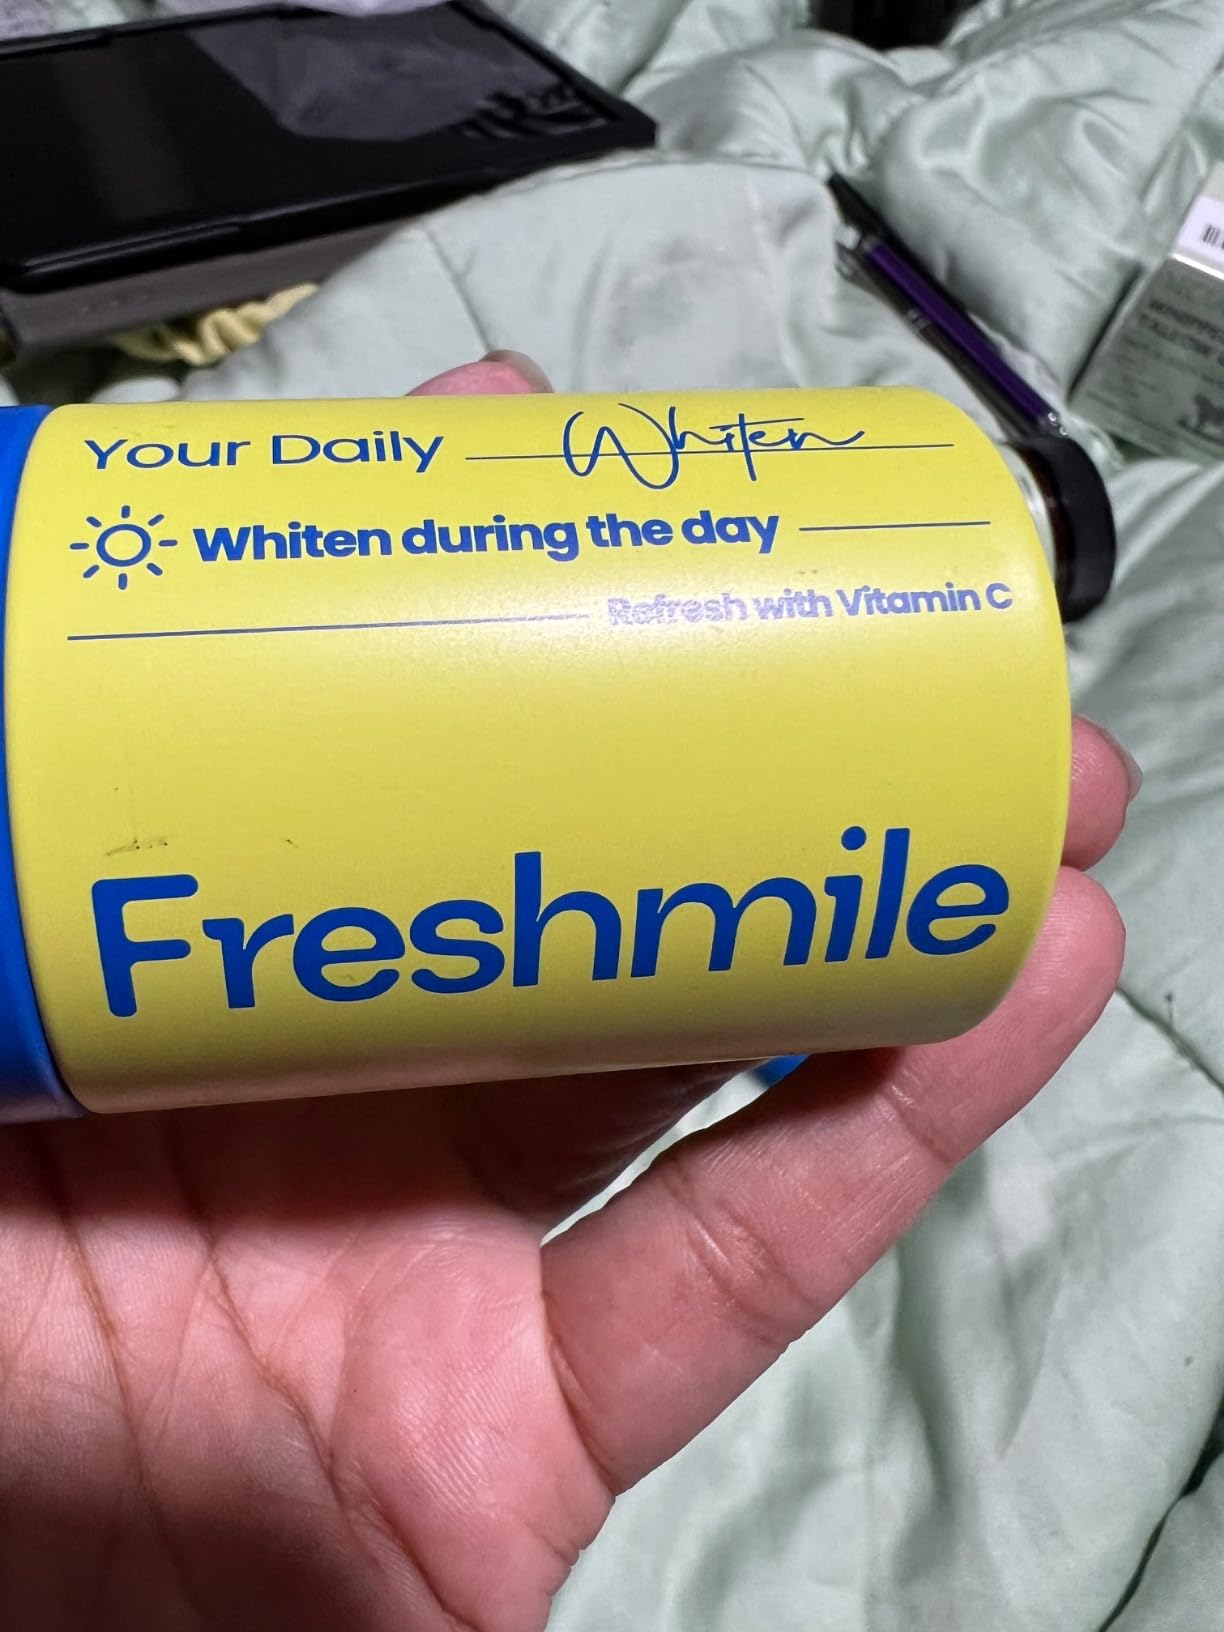 Your Daily Whiten
Whiten during the day
Refresh with Vitamin C
Freshmile